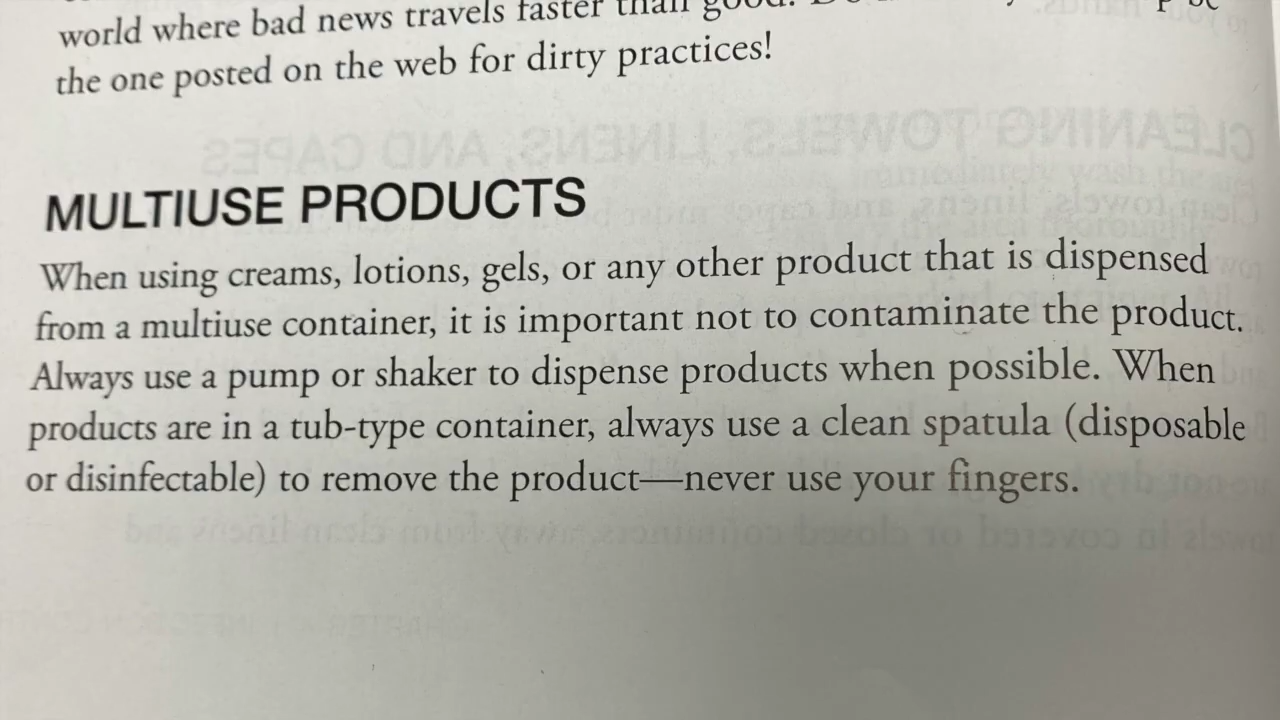 world where bad news travels faster than good.
the one posted on the web for dirty practices!
MULTIUSE PRODUCTS
When using creams, lotions, gels, or any other product that is dispensed
from a multiuse container, it is important not to contaminate the product.
Always use a pump or shaker to dispense products when possible. When
products are in a tub-type container, always use a clean spatula (disposable
or disinfectable) to remove the product—never use your fingers.